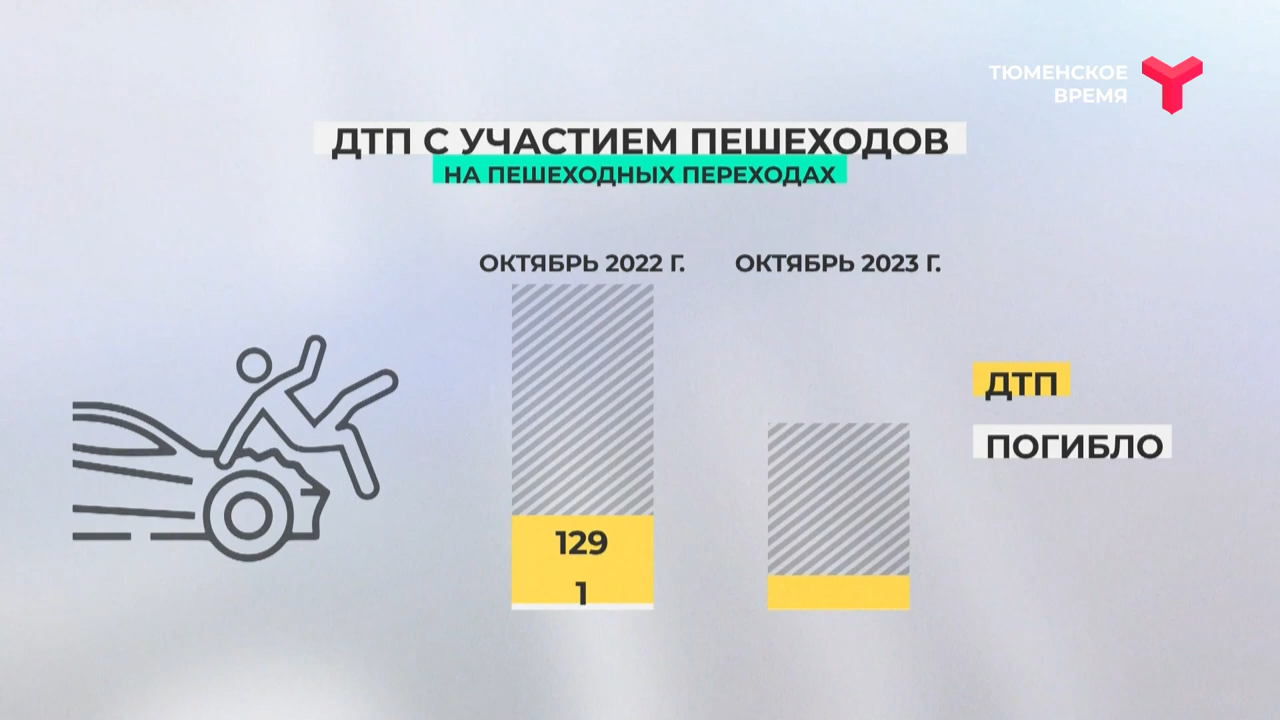 ТЮМЕНСКОЕ
ВРЕМЯ
ДТП С УЧАСТИЕМ ПЕШЕХОДОВ
НА ПЕШЕХОДНЫХ ПЕРЕХОДАХ
ОКТЯБРЬ 2022 Г.
ОКТЯБРЬ 2023 Г.
ДТП
ПОГИБЛО
129
1